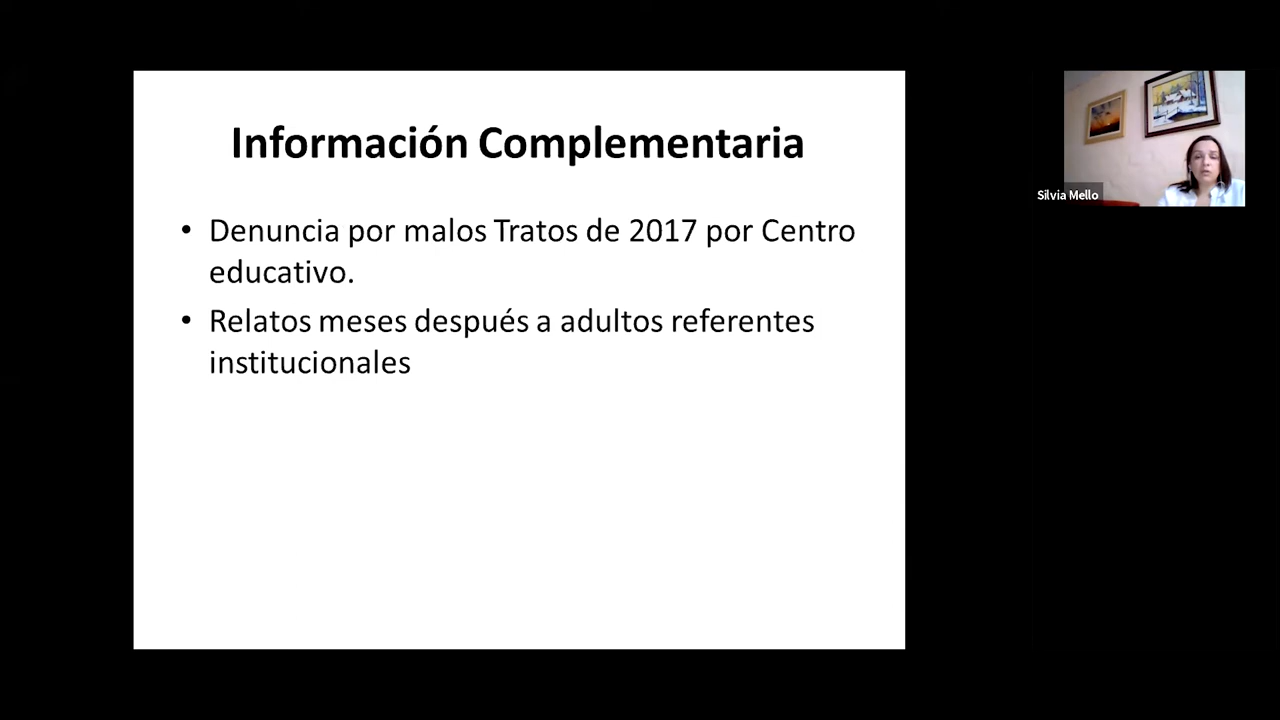 Información Complementaria
• Denuncia por malos Tratos de 2017 por Centro
educativo.
• Relatos meses después a adultos referentes
institucionales
Silvia Mello